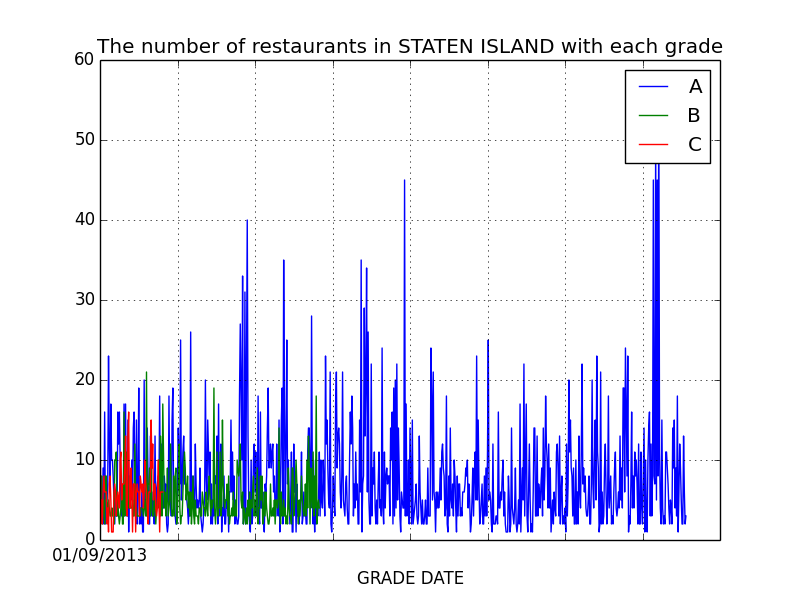 The number of restaurants in STATEN ISLAND with each grade
60
50
40
30
20
10
0
A
B
C
01/09/2013
GRADE DATE